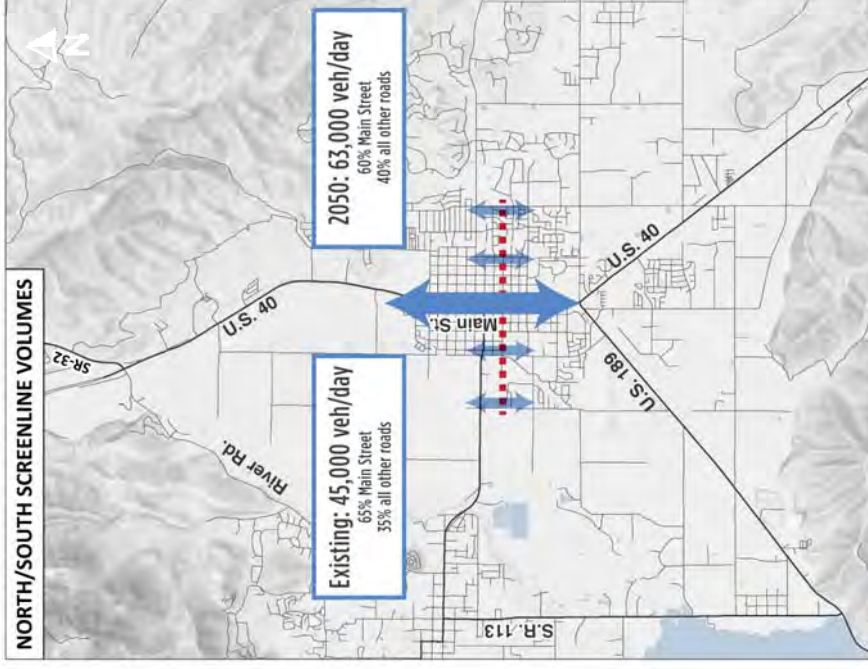 NORTH/SOUTH SCREENLINE VOLUMES
N
SR-32
River Rd.
U.S. 40
2050: 63,000 veh/day
60% Main Street
40% all other roads
Existing: 45,000 veh/day
65% Main Street
35% all other roads
Main St.
U.S. 40
U.S. 189
S.R. 113